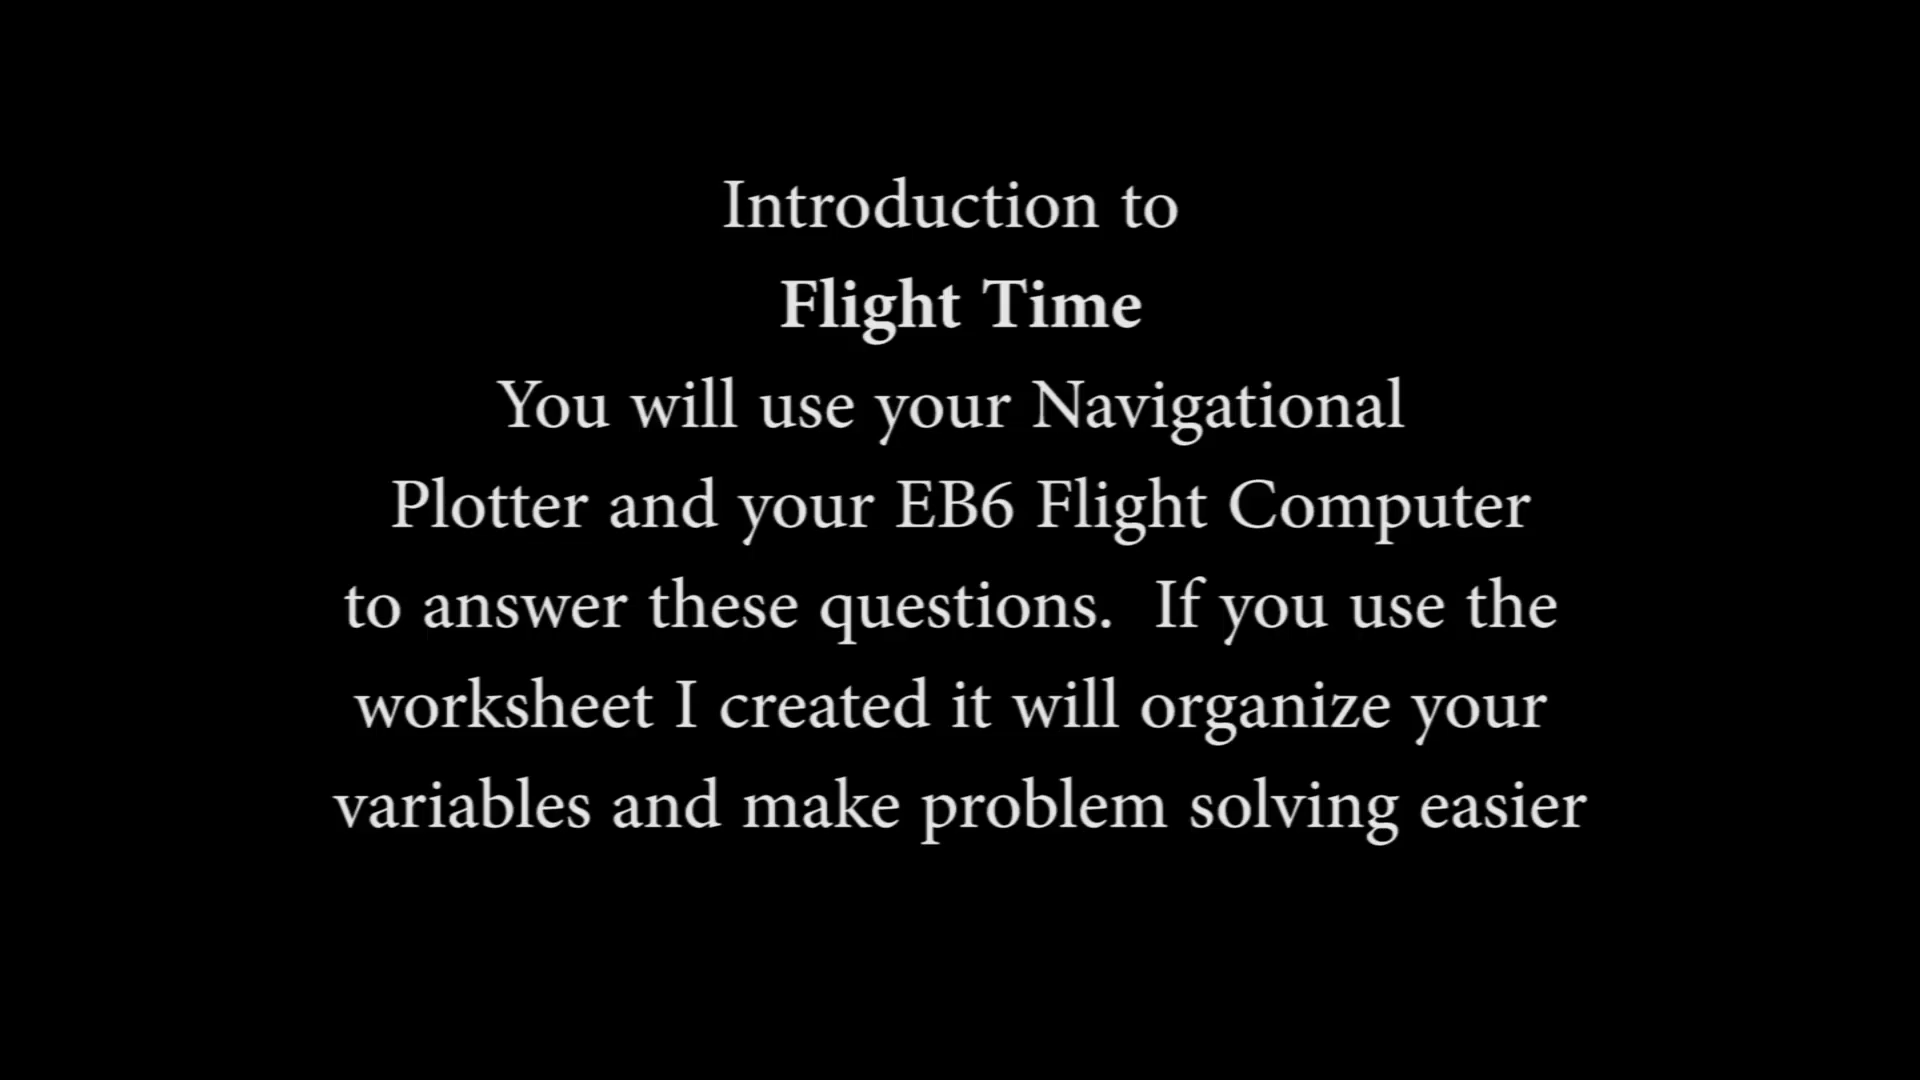 Introduction to
Flight Time
You will use your Navigational
Plotter and your EB6 Flight Computer
to answer these questions.  If you use the
worksheet I created it will organize your
variables and make problem solving easier